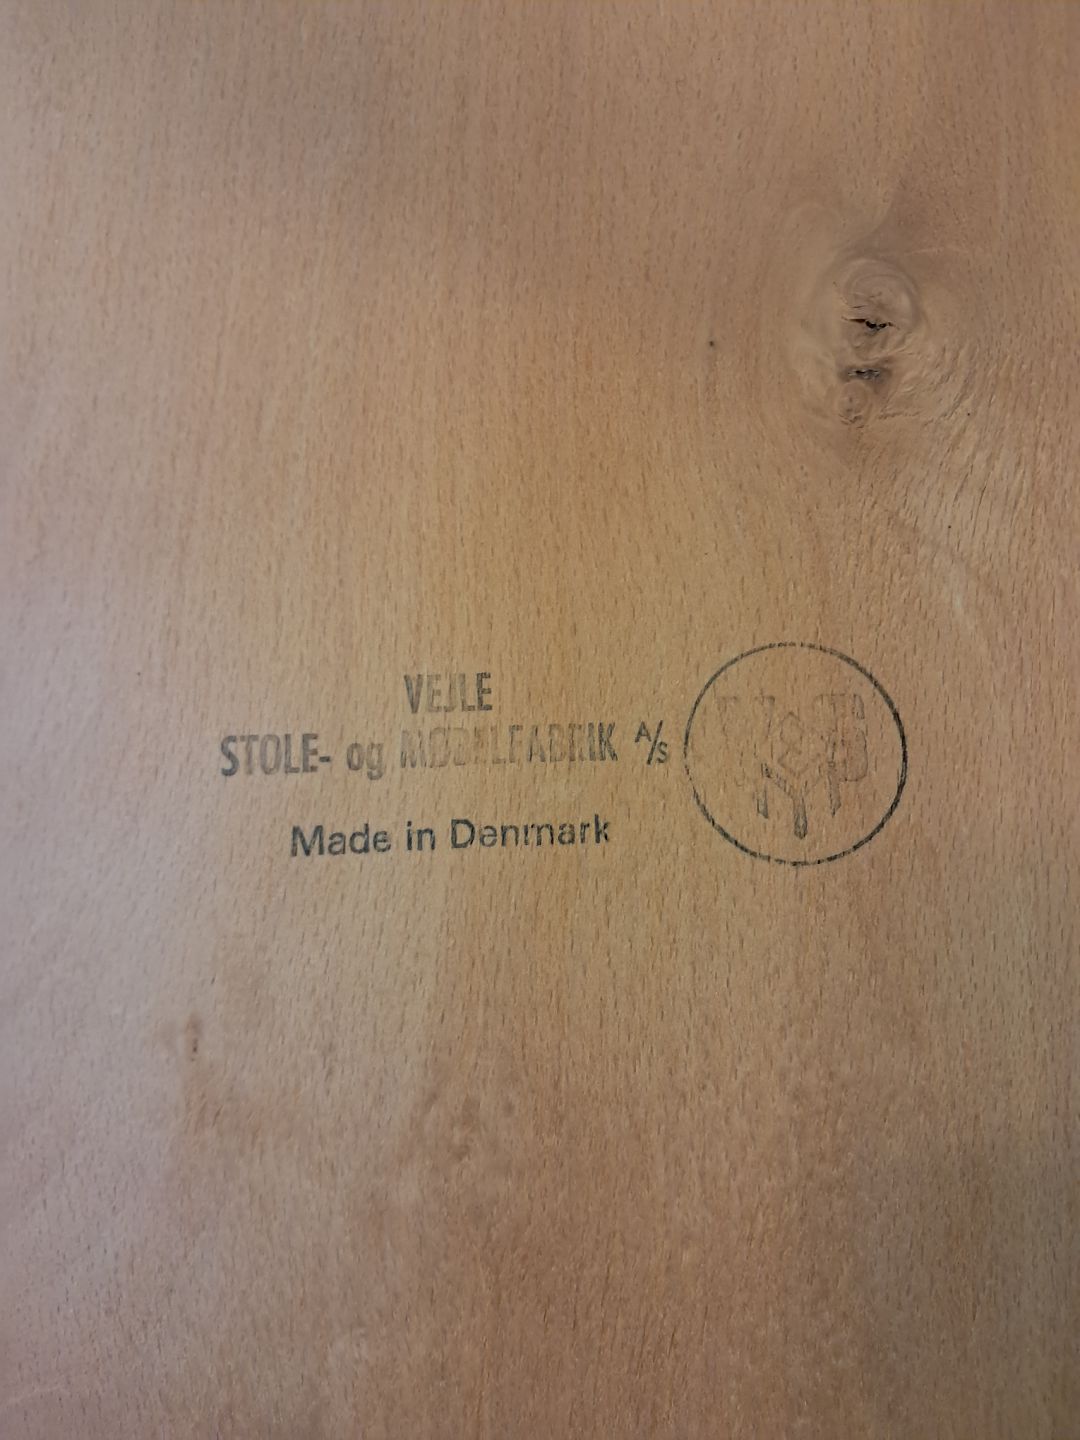 VEJLE
STOLE- og MØBELFABRIK A/S
Made in Denmark